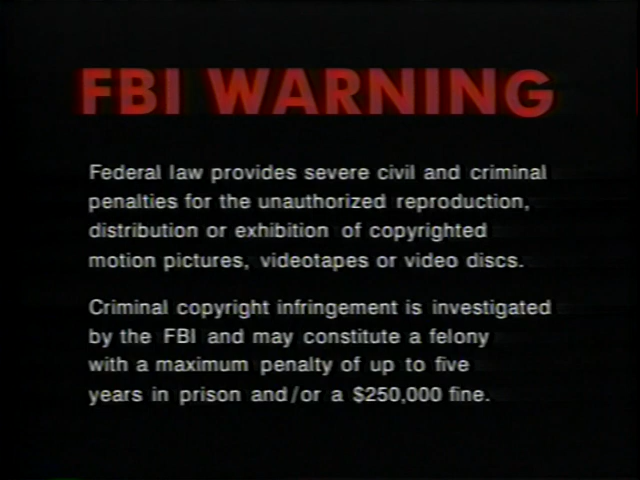 FBI WARNING
Federal law provides severe civil and criminal
penalties for the unauthorized reproduction,
distribution or exhibition of copyrighted
motion pictures, videotapes or video discs.
Criminal copyright infringement is investigated
by the FBI and may constitute a felony
with a maximum penalty of up to five
years in prison and/or a $250,000 fine.